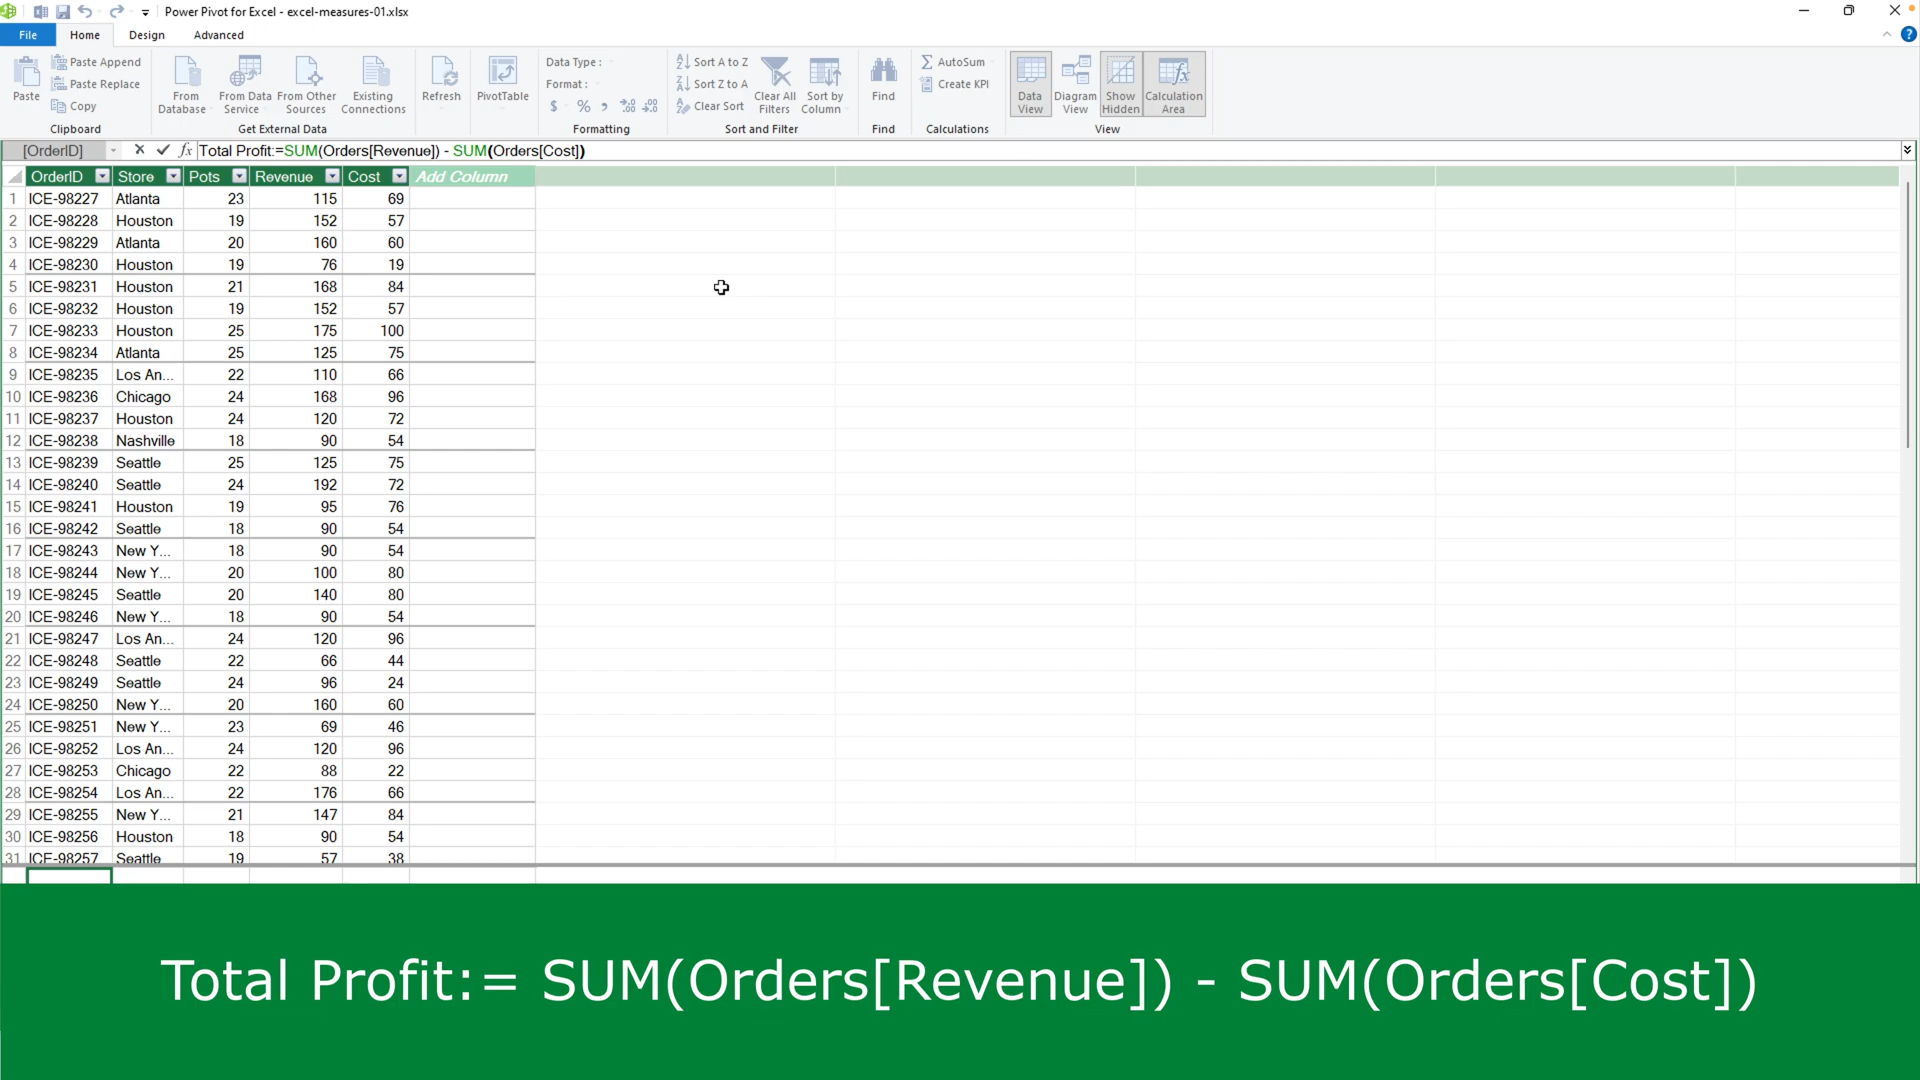 Power Pivot for Excel - excel-measures-01.xlsx
File Home Design Advanced
Paste
Paste Append
Paste Replace
Copy
Clipboard
From Database
From Data Service
From Other Sources
Existing Connections
Get External Data
Refresh
PivotTable
Data Type :
Format :
$ % ,
Formatting
Sort A to Z
Sort Z to A
Clear Sort
Clear All Filters
Sort by Column
Sort and Filter
Find
Find
AutoSum
Create KPI
Calculations
Data View
Diagram View
Show Hidden
Calculation Area
View
[OrderID] fx Total Profit:=SUM(Orders[Revenue]) - SUM(Orders[Cost])
OrderID Store Pots Revenue Cost Add Column
1 ICE-98227 Atlanta 23 115 69
2 ICE-98228 Houston 19 152 57
3 ICE-98229 Atlanta 20 160 60
4 ICE-98230 Houston 19 76 19
5 ICE-98231 Houston 21 168 84
6 ICE-98232 Houston 19 152 57
7 ICE-98233 Houston 25 175 100
8 ICE-98234 Atlanta 25 125 75
9 ICE-98235 Los An... 22 110 66
10 ICE-98236 Chicago 24 168 96
11 ICE-98237 Houston 24 120 72
12 ICE-98238 Nashville 18 90 54
13 ICE-98239 Seattle 25 125 75
14 ICE-98240 Seattle 24 192 72
15 ICE-98241 Houston 19 95 76
16 ICE-98242 Seattle 18 90 54
17 ICE-98243 New Y... 18 90 54
18 ICE-98244 New Y... 20 100 80
19 ICE-98245 Seattle 20 140 80
20 ICE-98246 New Y... 18 90 54
21 ICE-98247 Los An... 24 120 96
22 ICE-98248 Seattle 22 66 44
23 ICE-98249 Seattle 24 96 24
24 ICE-98250 New Y... 20 160 60
25 ICE-98251 New Y... 23 69 46
26 ICE-98252 Los An... 24 120 96
27 ICE-98253 Chicago 22 88 22
28 ICE-98254 Los An... 22 176 66
29 ICE-98255 New Y... 21 147 84
30 ICE-98256 Houston 18 90 54
31 ICE-98257 Seattle 19 57 38
Total Profit:= SUM(Orders[Revenue]) - SUM(Orders[Cost])